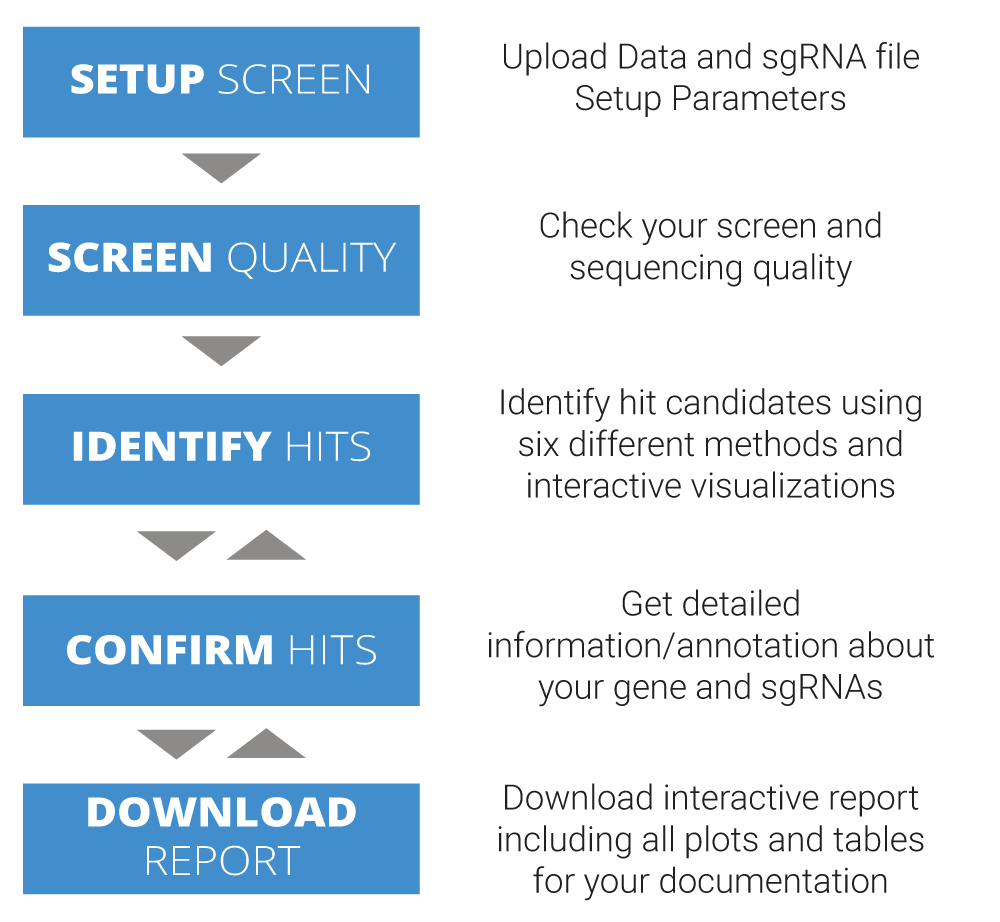 SETUP SCREEN
Upload Data and sgRNA file
Setup Parameters
SCREEN QUALITY
Check your screen and
sequencing quality
IDENTIFY HITS
Identify hit candidates using
six different methods and
interactive visualizations
CONFIRM HITS
Get detailed
information/annotation about
your gene and sgRNAs
DOWNLOAD
REPORT
Download interactive report
including all plots and tables
for your documentation